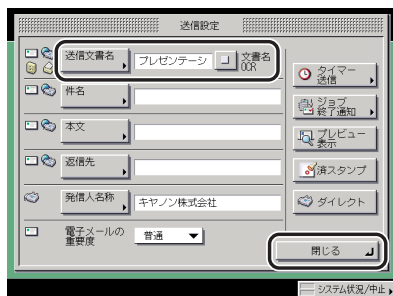 送信設定
送信文書名
プレゼンテーシ
文書名
OCR
件名
本文
返信先
発信人名称
キヤノン株式会社
電子メールの
重要度
普通
タイマー
送信
ジョブ
終了通知
プレビュー
表示
済スタンプ
ダイレクト
閉じる
システム状況/中止